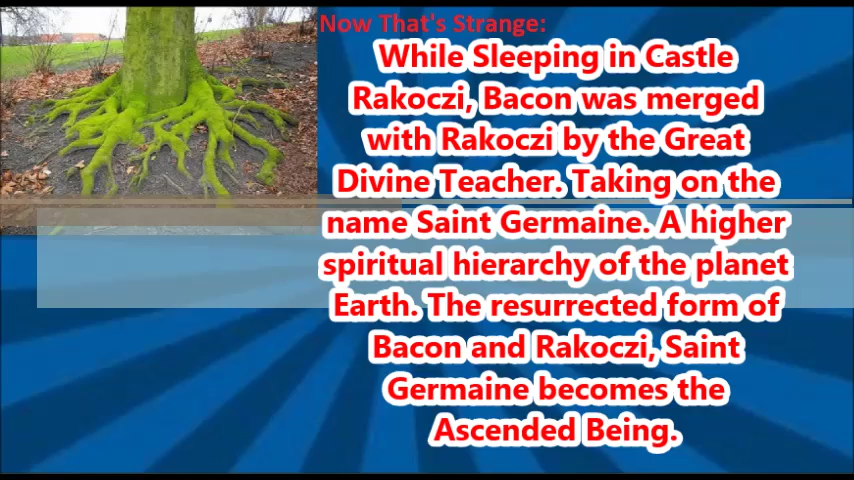 Now That's Strange:
While Sleeping in Castle
Rakoczi, Bacon was merged
with Rakoczi by the Great
Divine Teacher. Taking on the
name Saint Germaine. A higher
spiritual hierarchy of the planet
Earth. The resurrected form of
Bacon and Rakoczi, Saint
Germaine becomes the
Ascended Being.